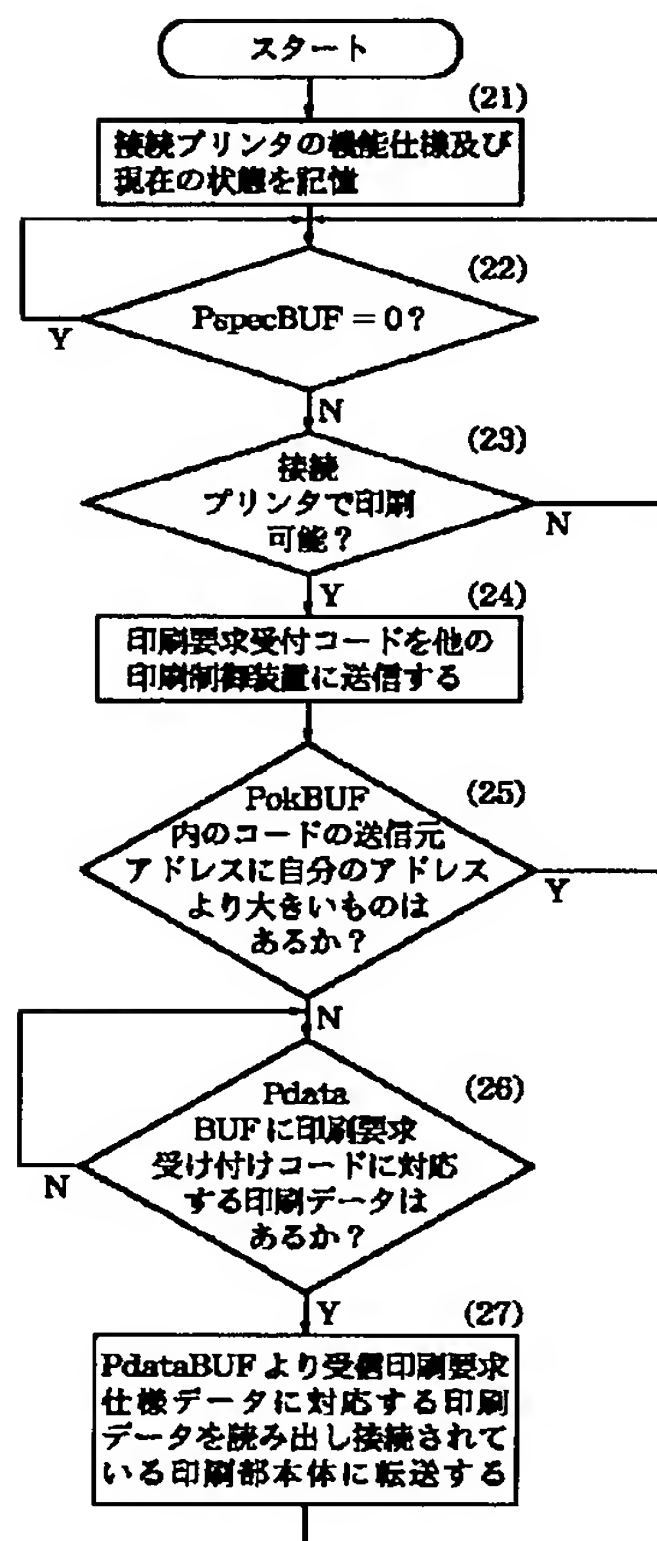 スタート
(21)
接続プリンタの機能仕様及び
現在の状態を記憶
(22)
PspecBUF = 0?
Y
N
(23)
接続
プリンタで印刷
可能?
N
Y
(24)
印刷要求受付コードを他の
印刷制御装置に送信する
(25)
PokBUF
内のコードの送信元
アドレスに自分のアドレス
より大きいものは
あるか?
Y
N
(26)
Pdata
BUFに印刷要求
受け付けコードに対応
する印刷データは
あるか?
N
Y
(27)
PdataBUFより受信印刷要求
仕様データに対応する印刷
データを読み出し接続されて
いる印刷部本体に転送する